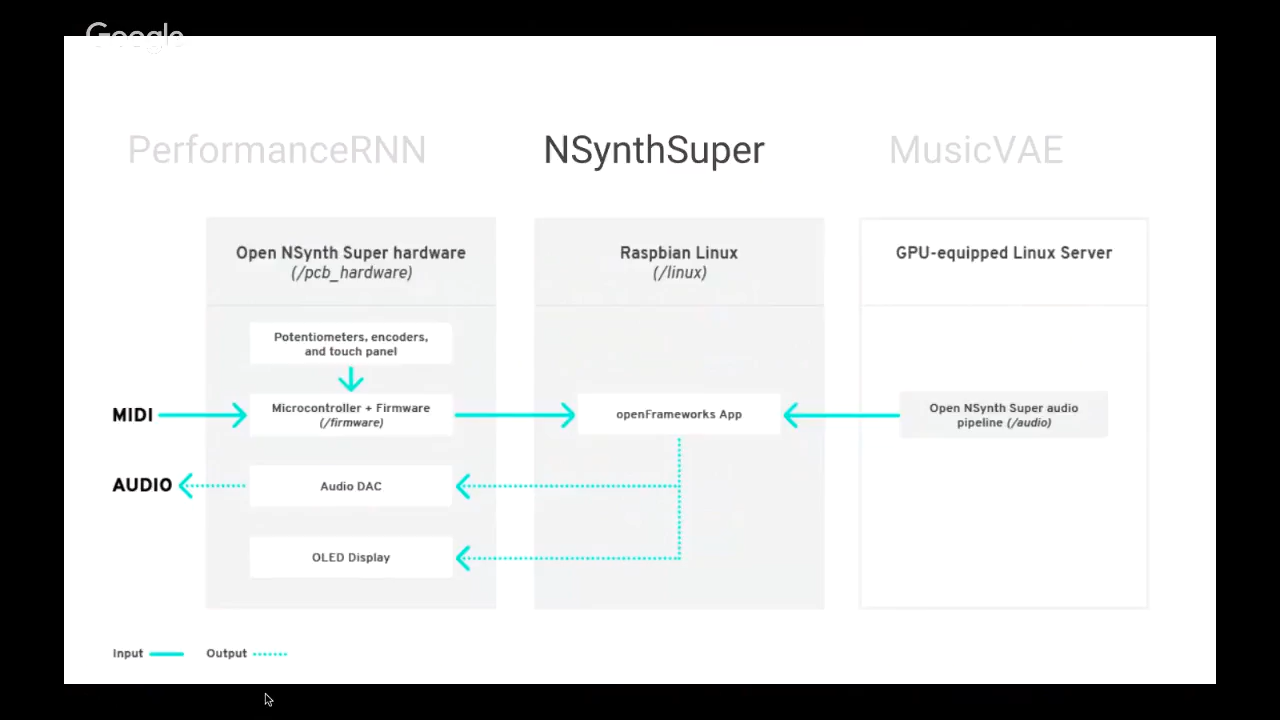 Google
PerformanceRNN
NSynthSuper
MusicVAE
Open NSynth Super hardware
(/pcb_hardware)
Raspbian Linux
(/linux)
GPU-equipped Linux Server
Potentiometers, encoders,
and touch panel
MIDI
Microcontroller + Firmware
(/firmware)
openFrameworks App
Open NSynth Super audio
pipeline (/audio)
AUDIO
Audio DAC
OLED Display
Input
Output